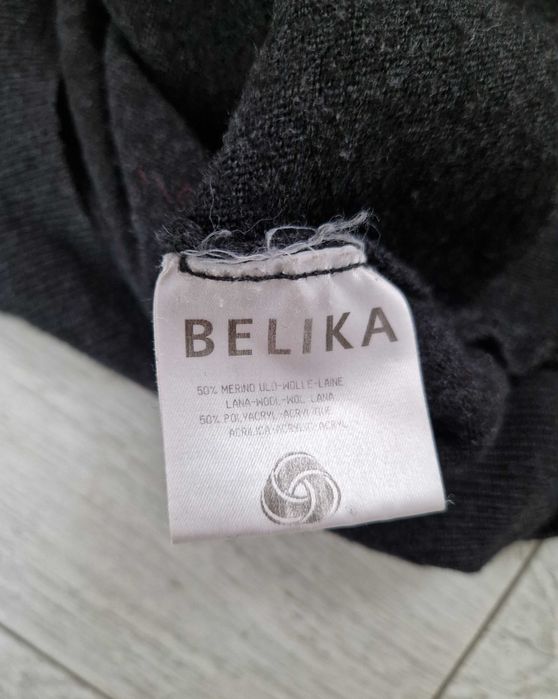 BELIKA
50% MERINO ULD-WOLLE-LAINE
LANA-WOOL-WOL LANA
50% POLYACRYL-ACRYLIQUE
ACRILICA-ACRYLIC-ACRYL